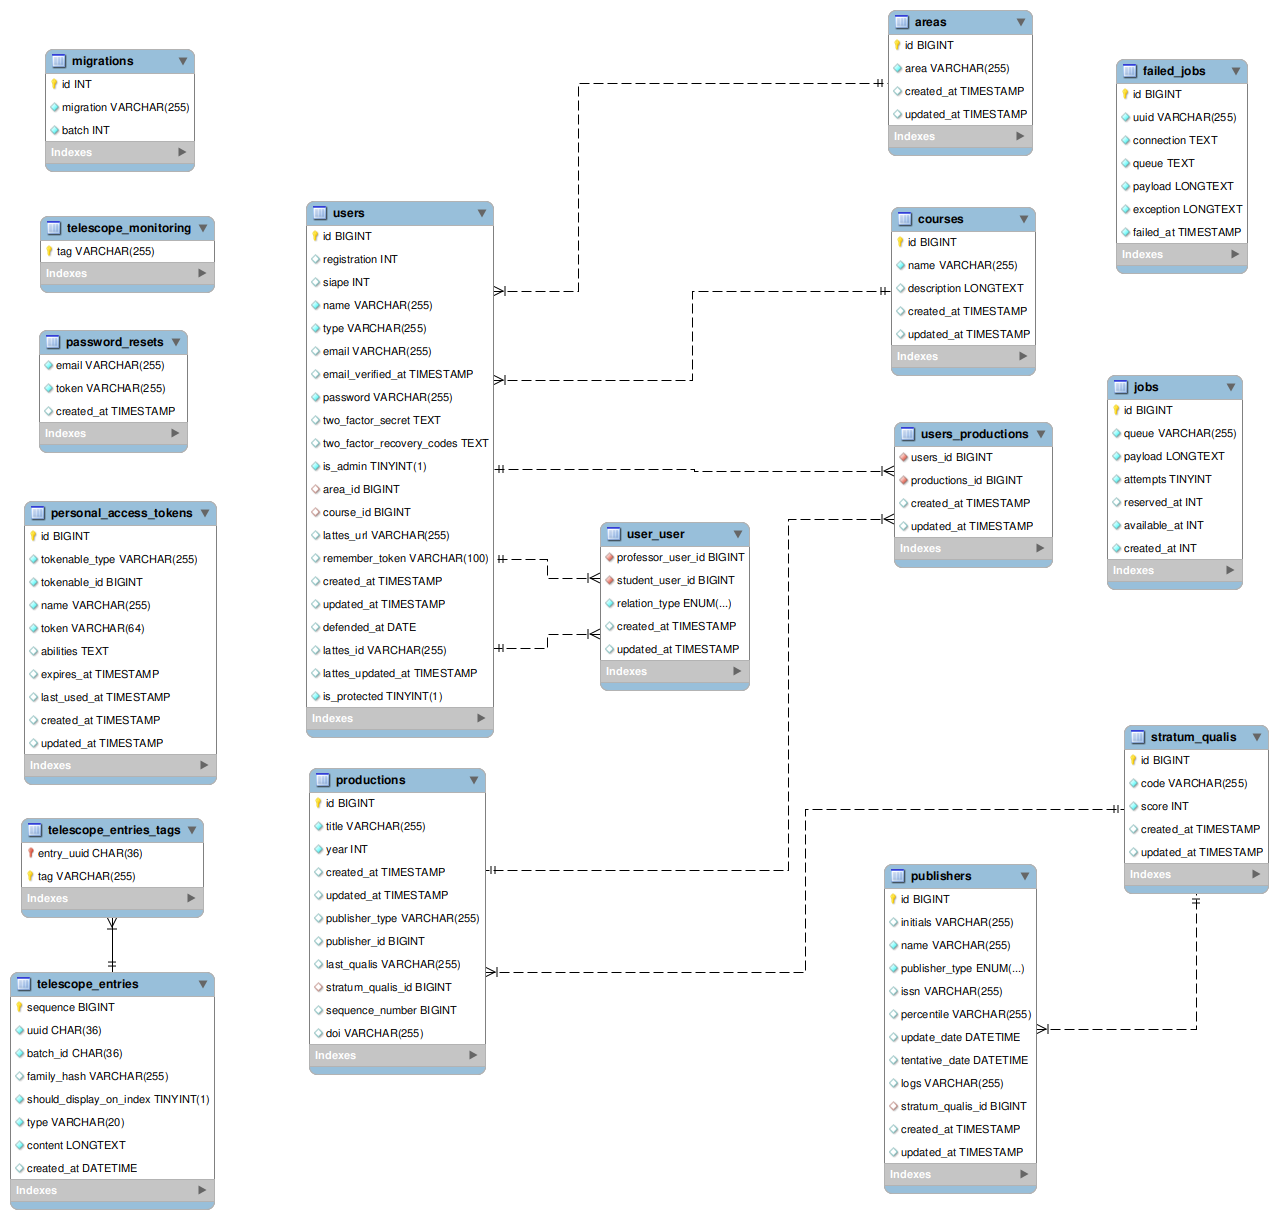 migrations
id INT
migration VARCHAR(255)
batch INT
Indexes
telescope_monitoring
tag VARCHAR(255)
Indexes
password_resets
email VARCHAR(255)
token VARCHAR(255)
created_at TIMESTAMP
Indexes
personal_access_tokens
id BIGINT
tokenable_type VARCHAR(255)
tokenable_id BIGINT
name VARCHAR(255)
token VARCHAR(64)
abilities TEXT
expires_at TIMESTAMP
last_used_at TIMESTAMP
created_at TIMESTAMP
updated_at TIMESTAMP
Indexes
telescope_entries_tags
entry_uuid CHAR(36)
tag VARCHAR(255)
Indexes
telescope_entries
sequence BIGINT
uuid CHAR(36)
batch_id CHAR(36)
family_hash VARCHAR(255)
should_display_on_index TINYINT(1)
type VARCHAR(20)
content LONGTEXT
created_at DATETIME
Indexes
users
id BIGINT
registration INT
siape INT
name VARCHAR(255)
type VARCHAR(255)
email VARCHAR(255)
email_verified_at TIMESTAMP
password VARCHAR(255)
two_factor_secret TEXT
two_factor_recovery_codes TEXT
is_admin TINYINT(1)
area_id BIGINT
course_id BIGINT
lattes_url VARCHAR(255)
remember_token VARCHAR(100)
created_at TIMESTAMP
updated_at TIMESTAMP
defended_at DATE
lattes_id VARCHAR(255)
lattes_updated_at TIMESTAMP
is_protected TINYINT(1)
Indexes
productions
id BIGINT
title VARCHAR(255)
year INT
created_at TIMESTAMP
updated_at TIMESTAMP
publisher_type VARCHAR(255)
publisher_id BIGINT
last_qualis VARCHAR(255)
stratum_qualis_id BIGINT
sequence_number BIGINT
doi VARCHAR(255)
Indexes
user_user
professor_user_id BIGINT
student_user_id BIGINT
relation_type ENUM(...)
created_at TIMESTAMP
updated_at TIMESTAMP
Indexes
areas
id BIGINT
area VARCHAR(255)
created_at TIMESTAMP
updated_at TIMESTAMP
Indexes
courses
id BIGINT
name VARCHAR(255)
description LONGTEXT
created_at TIMESTAMP
updated_at TIMESTAMP
Indexes
users_productions
users_id BIGINT
productions_id BIGINT
created_at TIMESTAMP
updated_at TIMESTAMP
Indexes
publishers
id BIGINT
initials VARCHAR(255)
name VARCHAR(255)
publisher_type ENUM(...)
issn VARCHAR(255)
percentile VARCHAR(255)
update_date DATETIME
tentative_date DATETIME
logs VARCHAR(255)
stratum_qualis_id BIGINT
created_at TIMESTAMP
updated_at TIMESTAMP
Indexes
failed_jobs
id BIGINT
uuid VARCHAR(255)
connection TEXT
queue TEXT
payload LONGTEXT
exception LONGTEXT
failed_at TIMESTAMP
Indexes
jobs
id BIGINT
queue VARCHAR(255)
payload LONGTEXT
attempts TINYINT
reserved_at INT
available_at INT
created_at INT
Indexes
stratum_qualis
id BIGINT
code VARCHAR(255)
score INT
created_at TIMESTAMP
updated_at TIMESTAMP
Indexes